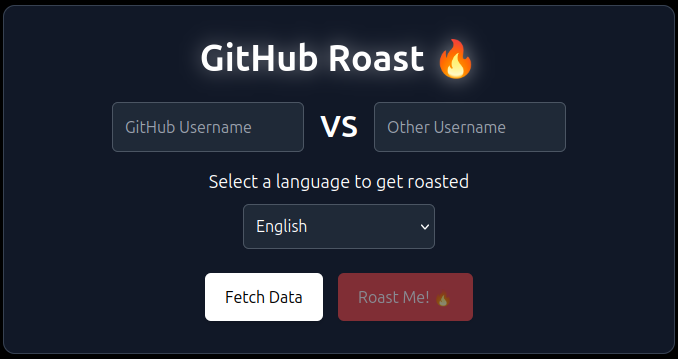 GitHub Roast 🔥
GitHub Username VS Other Username
Select a language to get roasted
English
Fetch Data Roast Me! 🔥